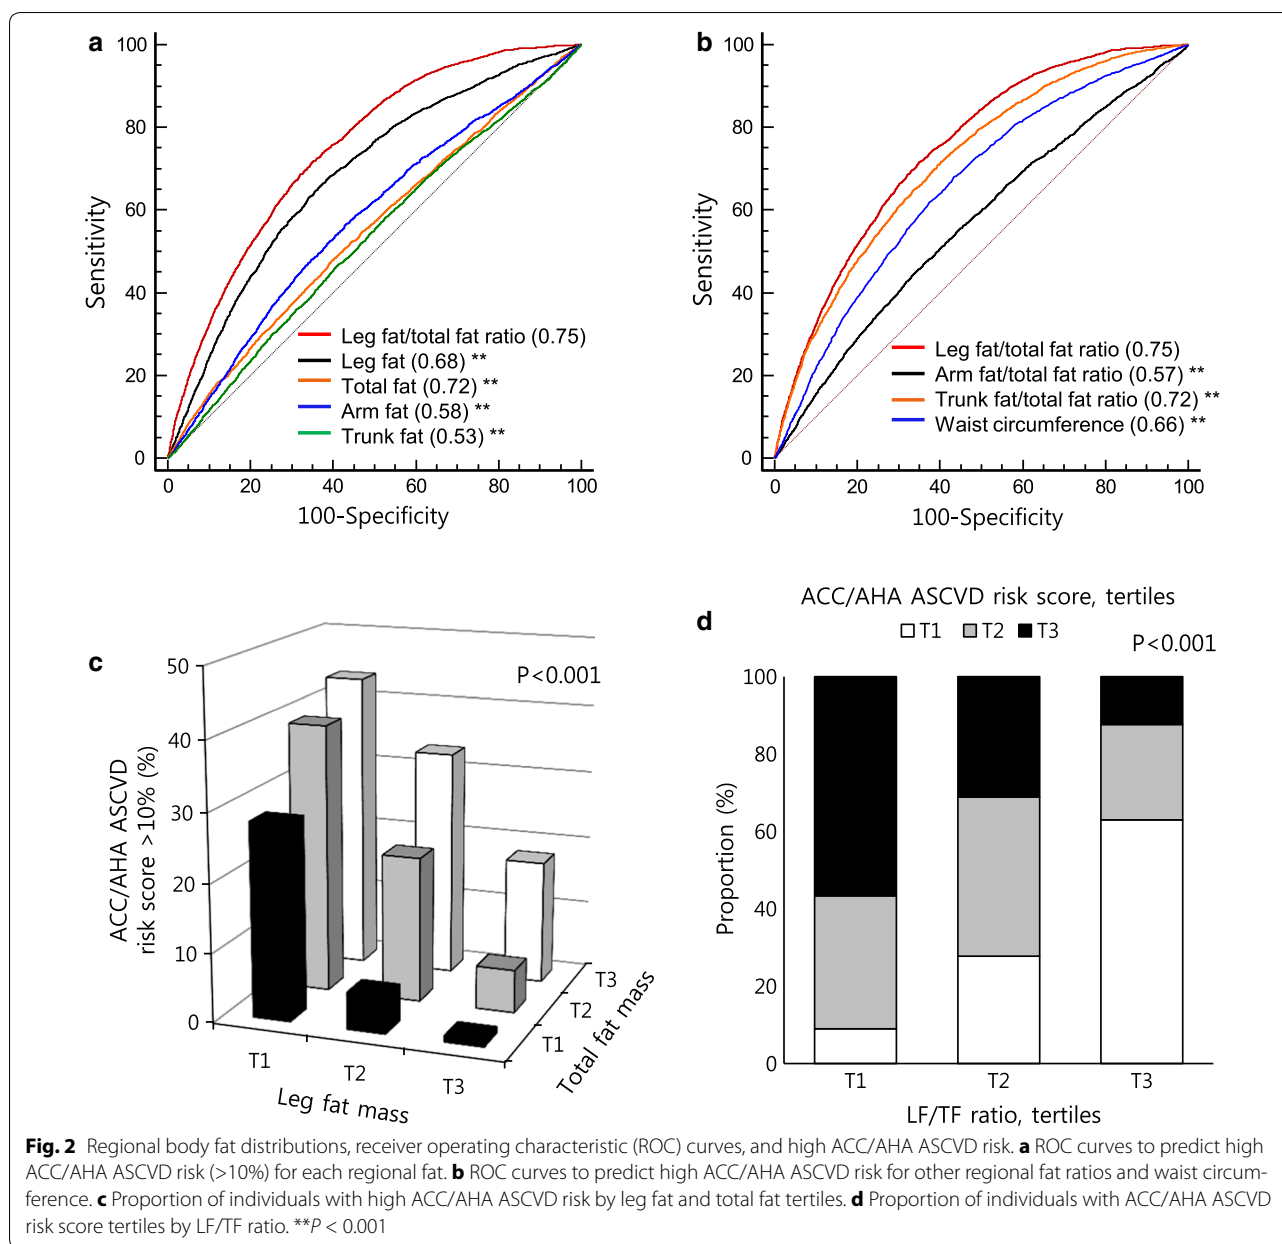 a
100
80
60
40
20
0
Sensitivity
Leg fat/total fat ratio (0.75)
Leg fat (0.68) **
Total fat (0.72) **
Arm fat (0.58) **
Trunk fat (0.53) **
0 20 40 60 80 100
100-Specificity
b
100
80
60
40
20
0
Sensitivity
Leg fat/total fat ratio (0.75)
Arm fat/total fat ratio (0.57) **
Trunk fat/total fat ratio (0.72) **
Waist circumference (0.66) **
0 20 40 60 80 100
100-Specificity
c
P<0.001
50
40
30
20
10
0
ACC/AHA ASCVD
risk score >10% (%)
T1 T2 T3
Leg fat mass
T1 T2 T3
Total fat mass
ACC/AHA ASCVD risk score, tertiles
d
T1 T2 T3
P<0.001
100
80
60
40
20
0
Proportion (%)
T1 T2 T3
LF/TF ratio, tertiles
Fig. 2 Regional body fat distributions, receiver operating characteristic (ROC) curves, and high ACC/AHA ASCVD risk. a ROC curves to predict high
ACC/AHA ASCVD risk (>10%) for each regional fat. b ROC curves to predict high ACC/AHA ASCVD risk for other regional fat ratios and waist circum-
ference. c Proportion of individuals with high ACC/AHA ASCVD risk by leg fat and total fat tertiles. d Proportion of individuals with ACC/AHA ASCVD
risk score tertiles by LF/TF ratio. **P < 0.001